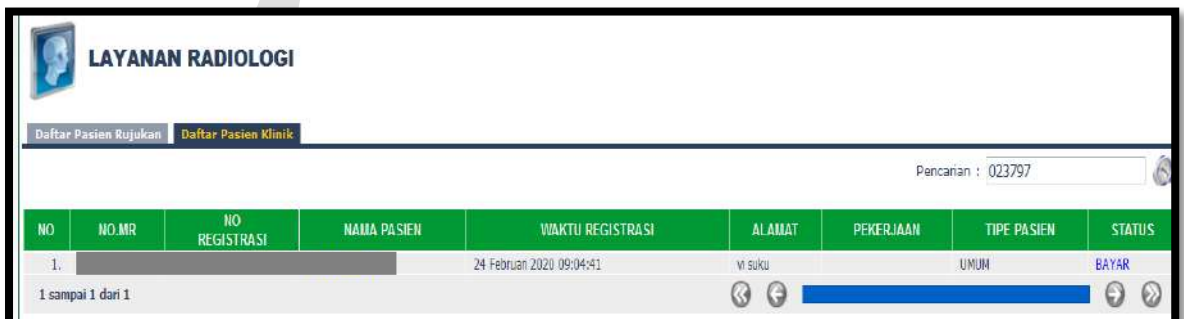 LAYANAN RADIOLOGI
Daftar Pasien Rujukan Daftar Pasien Klinik
Pencarian : 023797
NO NO.MR NO REGISTRASI NAMA PASIEN WAKTU REGISTRASI ALAMAT PEKERJAAN TIPE PASIEN STATUS
1. 24 Februari 2020 09:04:41 vi suku UMUM BAYAR
1 sampai 1 dari 1